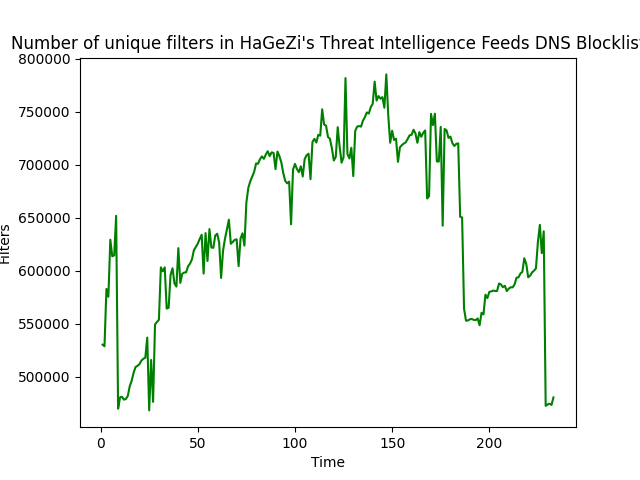 Number of unique filters in HaGeZi's Threat Intelligence Feeds DNS Blocklis
800000
750000
700000
650000
600000
550000
500000
Filters
0 50 100 150 200
Time